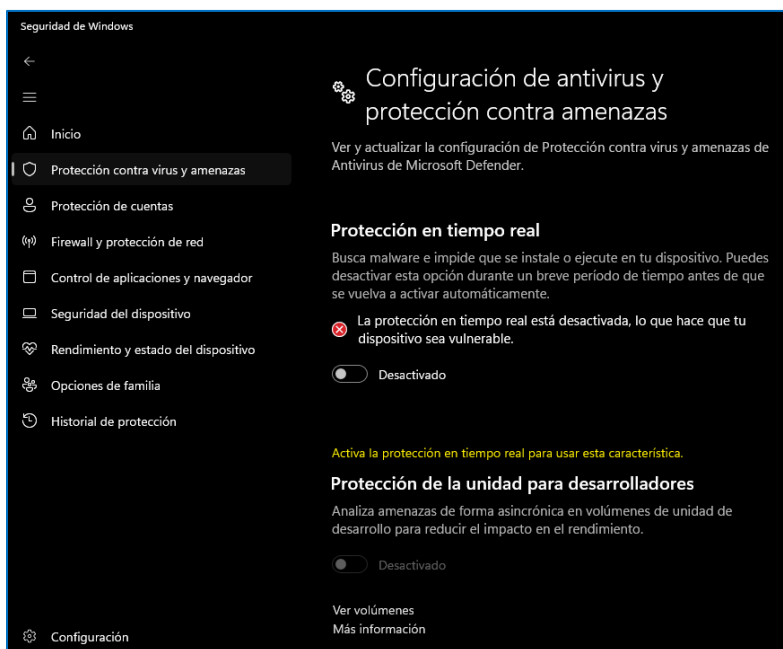 Seguridad de Windows
Inicio
Protección contra virus y amenazas
Protección de cuentas
Firewall y protección de red
Control de aplicaciones y navegador
Seguridad del dispositivo
Rendimiento y estado del dispositivo
Opciones de familia
Historial de protección
Configuración
Configuración de antivirus y
protección contra amenazas
Ver y actualizar la configuración de Protección contra virus y amenazas de
Antivirus de Microsoft Defender.
Protección en tiempo real
Busca malware e impide que se instale o ejecute en tu dispositivo. Puedes
desactivar esta opción durante un breve período de tiempo antes de que
se vuelva a activar automáticamente.
La protección en tiempo real está desactivada, lo que hace que tu
dispositivo sea vulnerable.
Desactivado
Activa la protección en tiempo real para usar esta característica.
Protección de la unidad para desarrolladores
Analiza amenazas de forma asincrónica en volúmenes de unidad de
desarrollo para reducir el impacto en el rendimiento.
Desactivado
Ver volúmenes
Más información